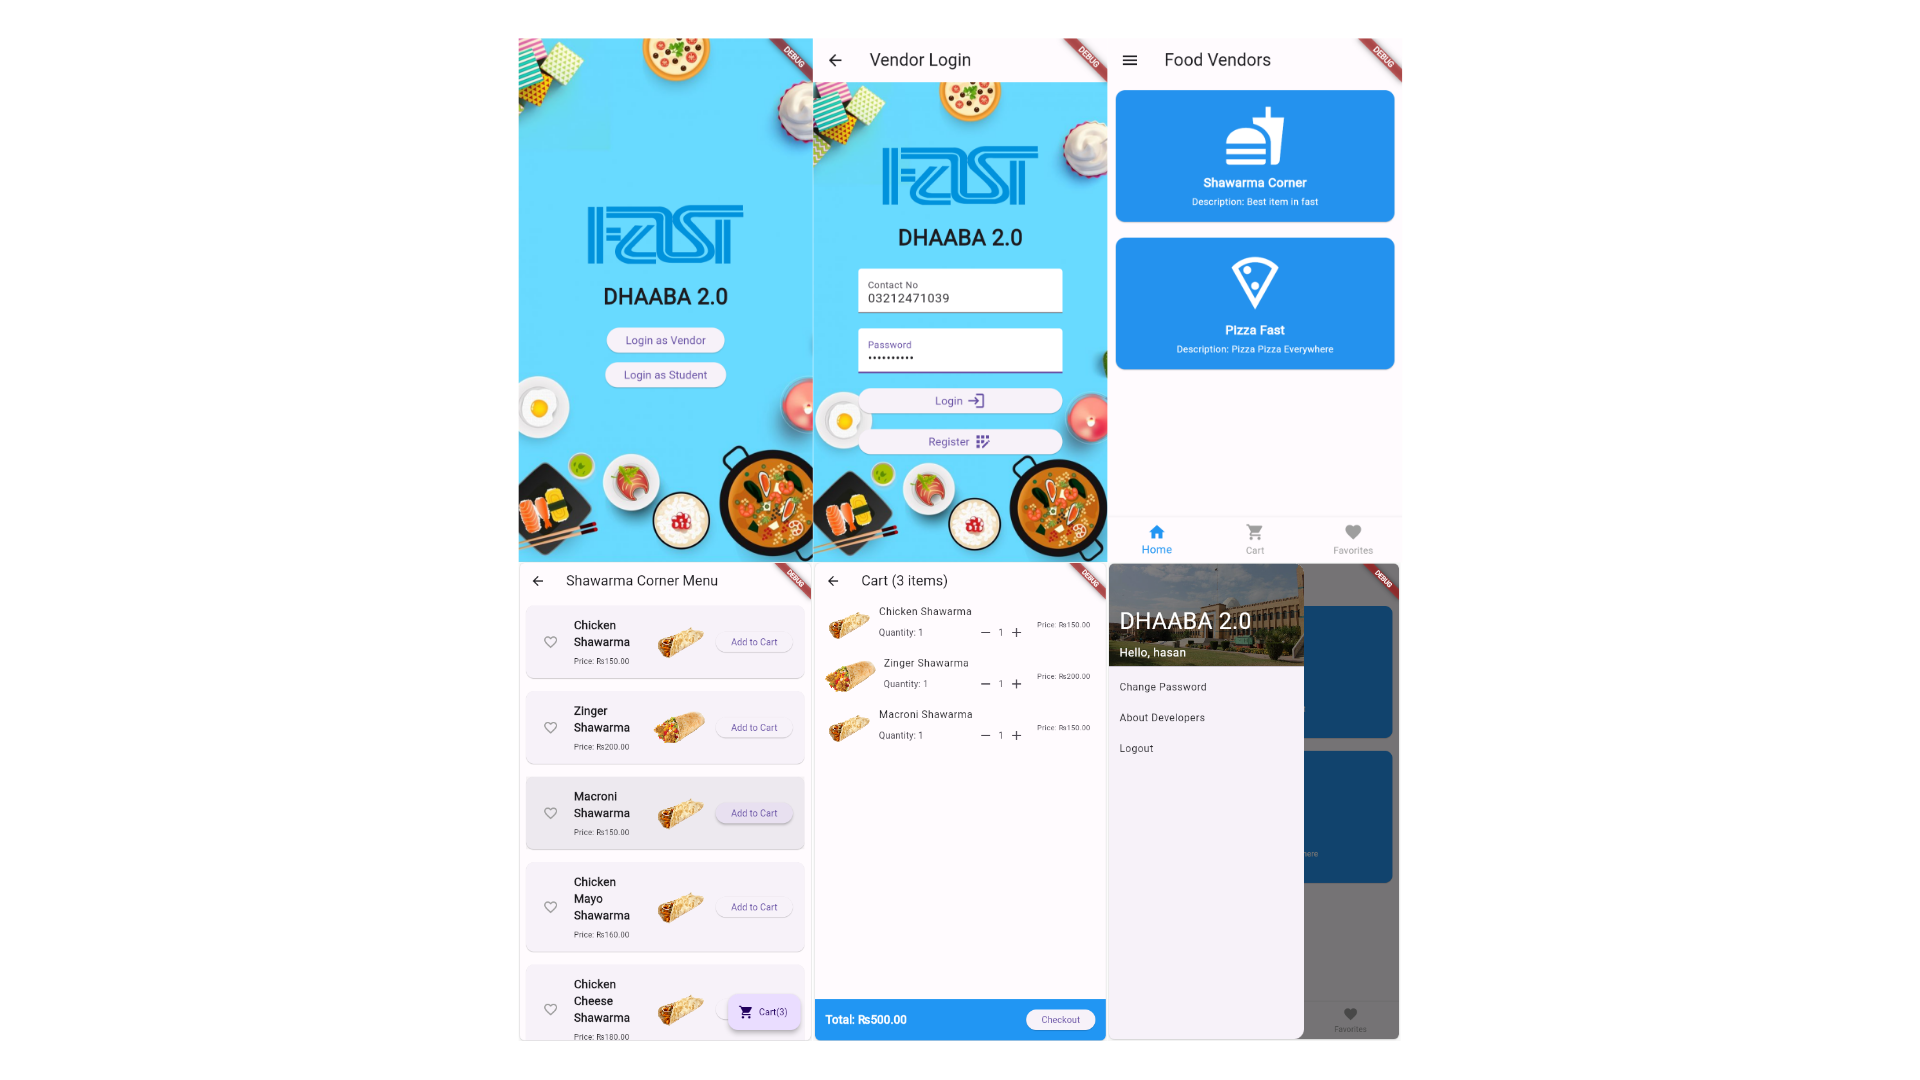 DEBUG
FAST
DHAABA 2.0
Login as Vendor
Login as Student
Vendor Login
DEBUG
FAST
DHAABA 2.0
Contact No
03212471039
Password
••••••••••
Login
Register
Food Vendors
DEBUG
Shawarma Corner
Description: Best item in fast
Pizza Fast
Description: Pizza Pizza Everywhere
Home
Cart
Favorites
Shawarma Corner Menu
DEBUG
Chicken
Shawarma
Price: Rs150.00
Add to Cart
Zinger
Shawarma
Price: Rs200.00
Add to Cart
Macroni
Shawarma
Price: Rs150.00
Add to Cart
Chicken
Mayo
Shawarma
Price: Rs160.00
Add to Cart
Chicken
Cheese
Shawarma
Price: Rs180.00
Cart(3)
Cart (3 items)
DEBUG
Chicken Shawarma
Quantity: 1
1
Price: Rs150.00
Zinger Shawarma
Quantity: 1
1
Price: Rs200.00
Macroni Shawarma
Quantity: 1
1
Price: Rs150.00
Total: Rs500.00
Checkout
DEBUG
DHAABA 2.0
Hello, hasan
Change Password
About Developers
Logout
Favorites